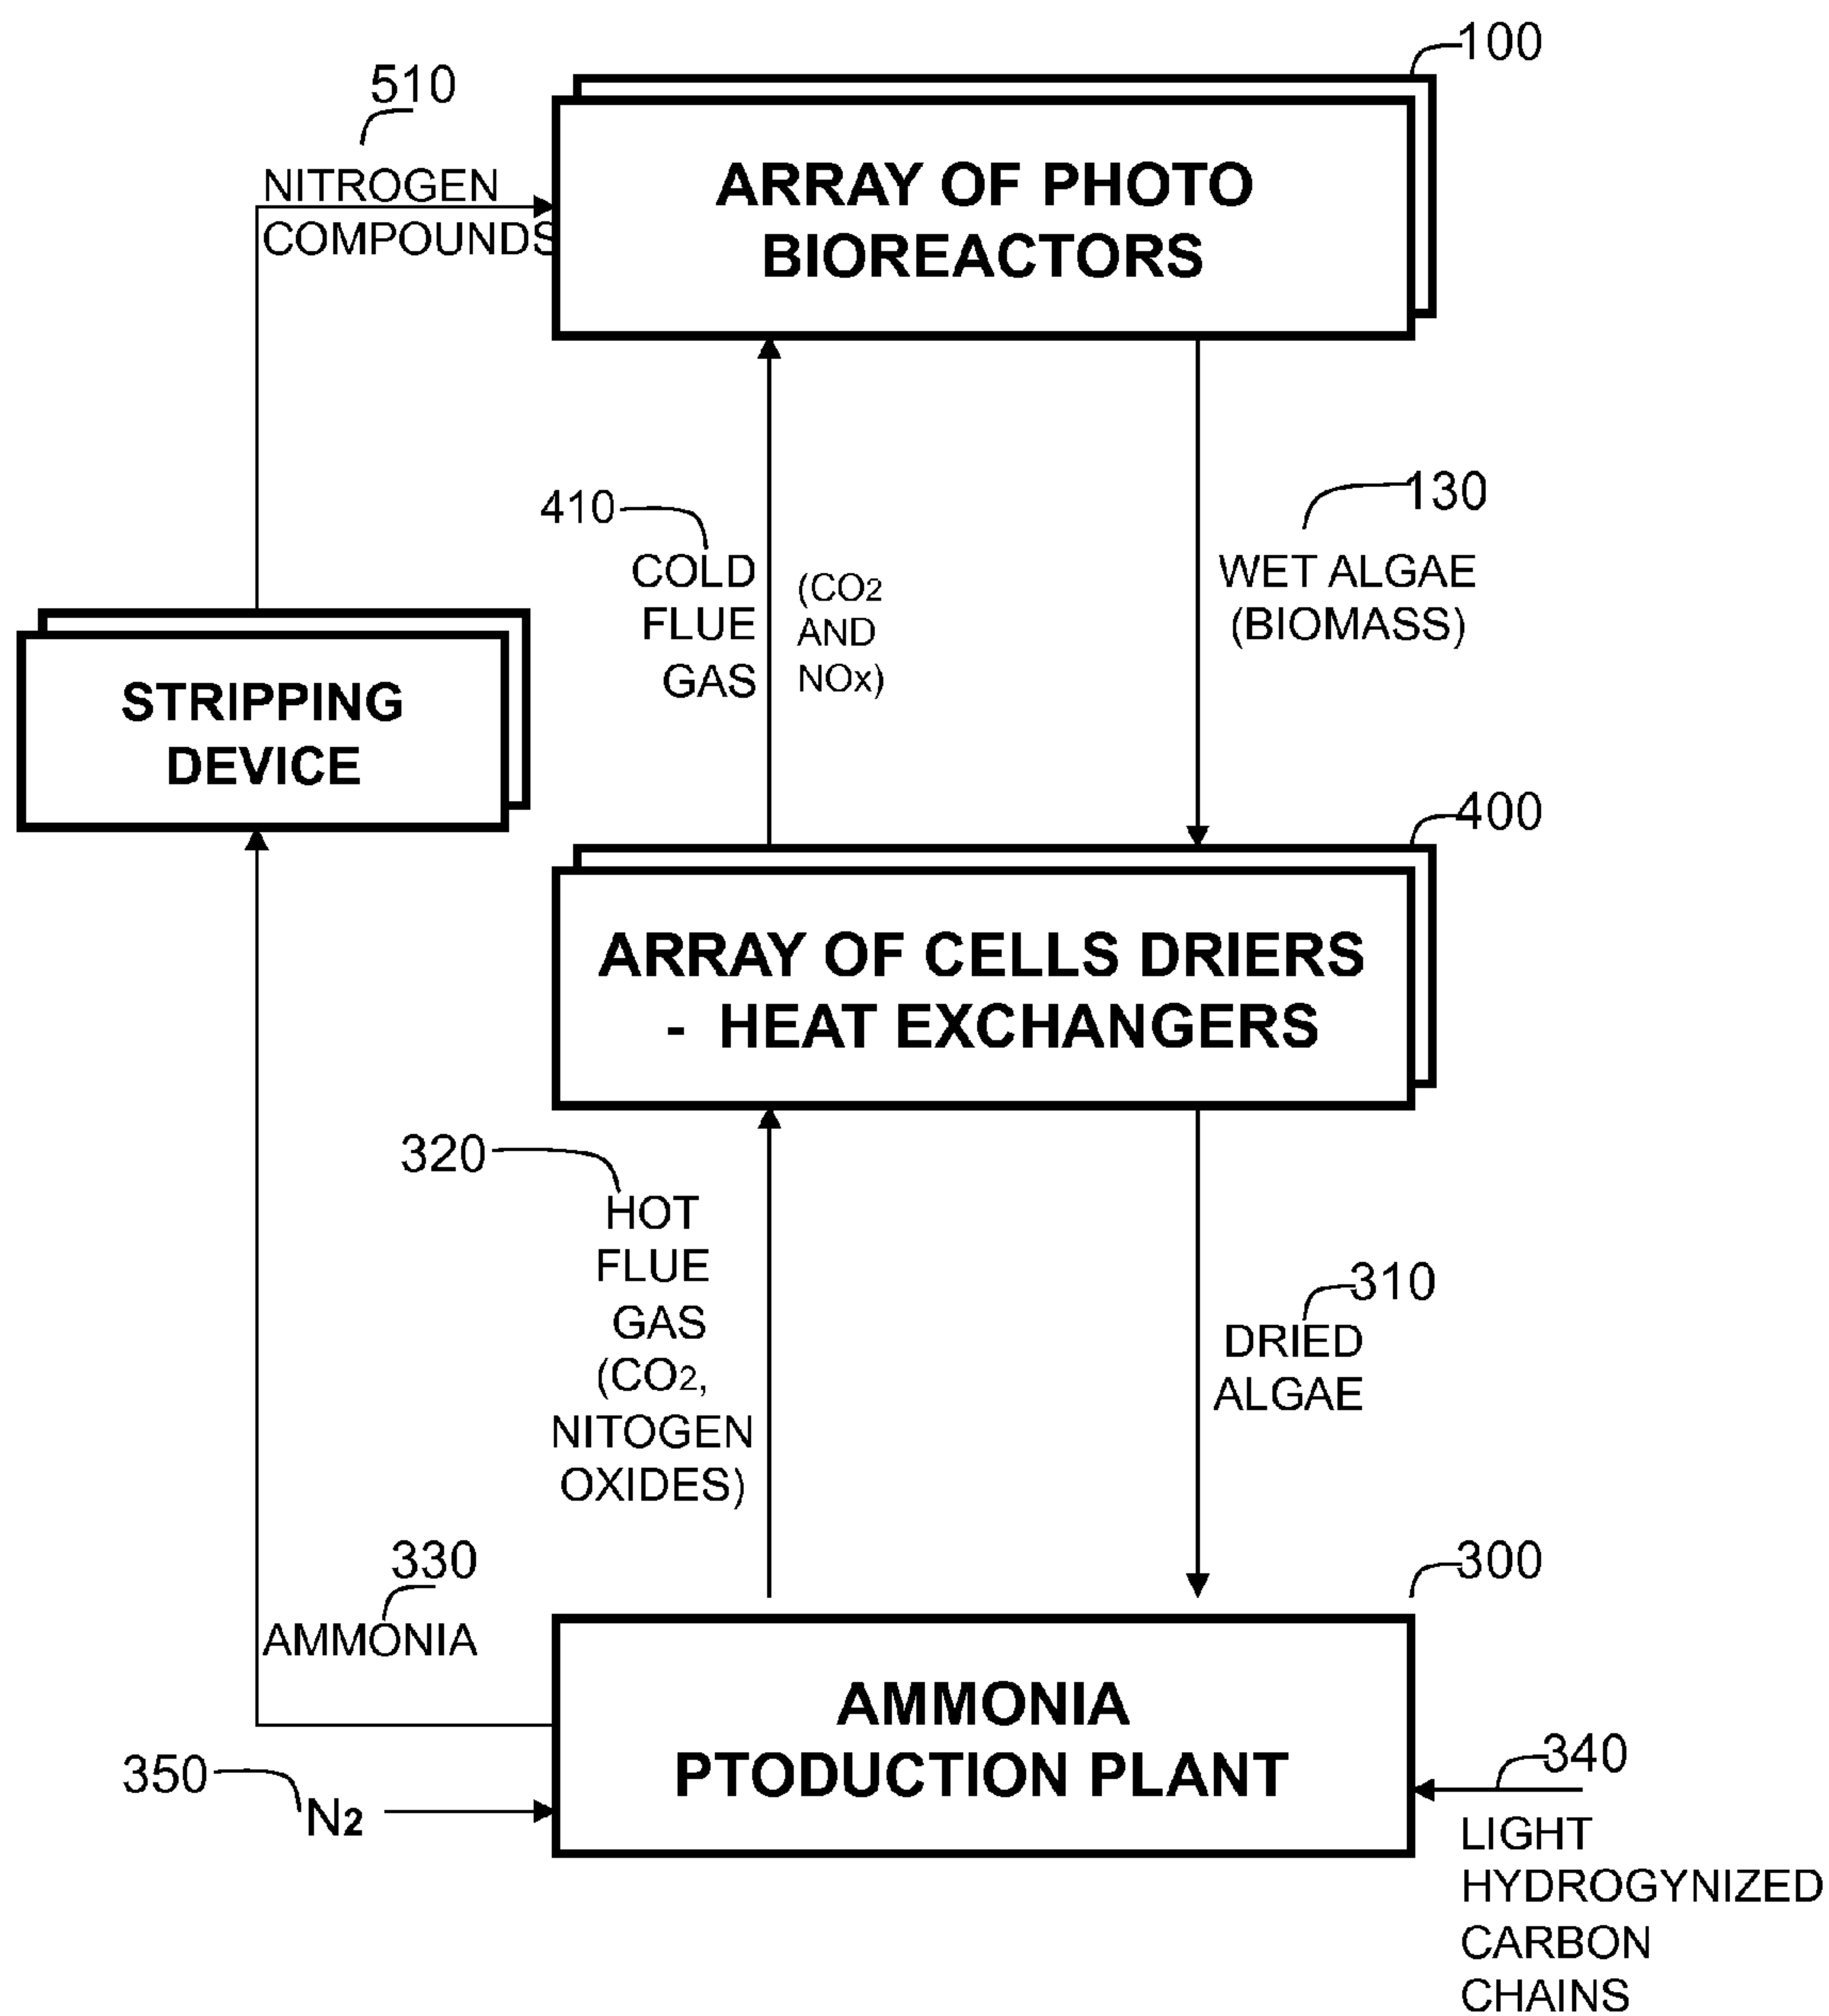 100
510
NITROGEN
COMPOUNDS
ARRAY OF PHOTO
BIOREACTORS
410
COLD
FLUE
GAS
(CO2
AND
NOx)
130
WET ALGAE
(BIOMASS)
STRIPPING
DEVICE
400
ARRAY OF CELLS DRIERS
- HEAT EXCHANGERS
320
HOT
FLUE
GAS
(CO2,
NITOGEN
OXIDES)
310
DRIED
ALGAE
330
AMMONIA
300
AMMONIA
PTODUCTION PLANT
350
N2
340
LIGHT
HYDROGYNIZED
CARBON
CHAINS